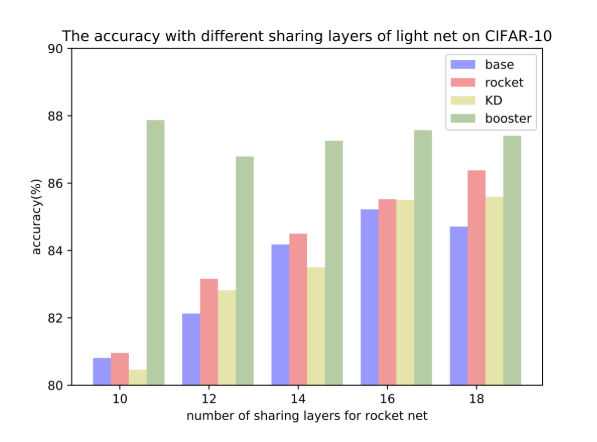 The accuracy with different sharing layers of light net on CIFAR-10
90
88
86
84
82
80
accuracy(%)
base
rocket
KD
booster
10 12 14 16 18
number of sharing layers for rocket net